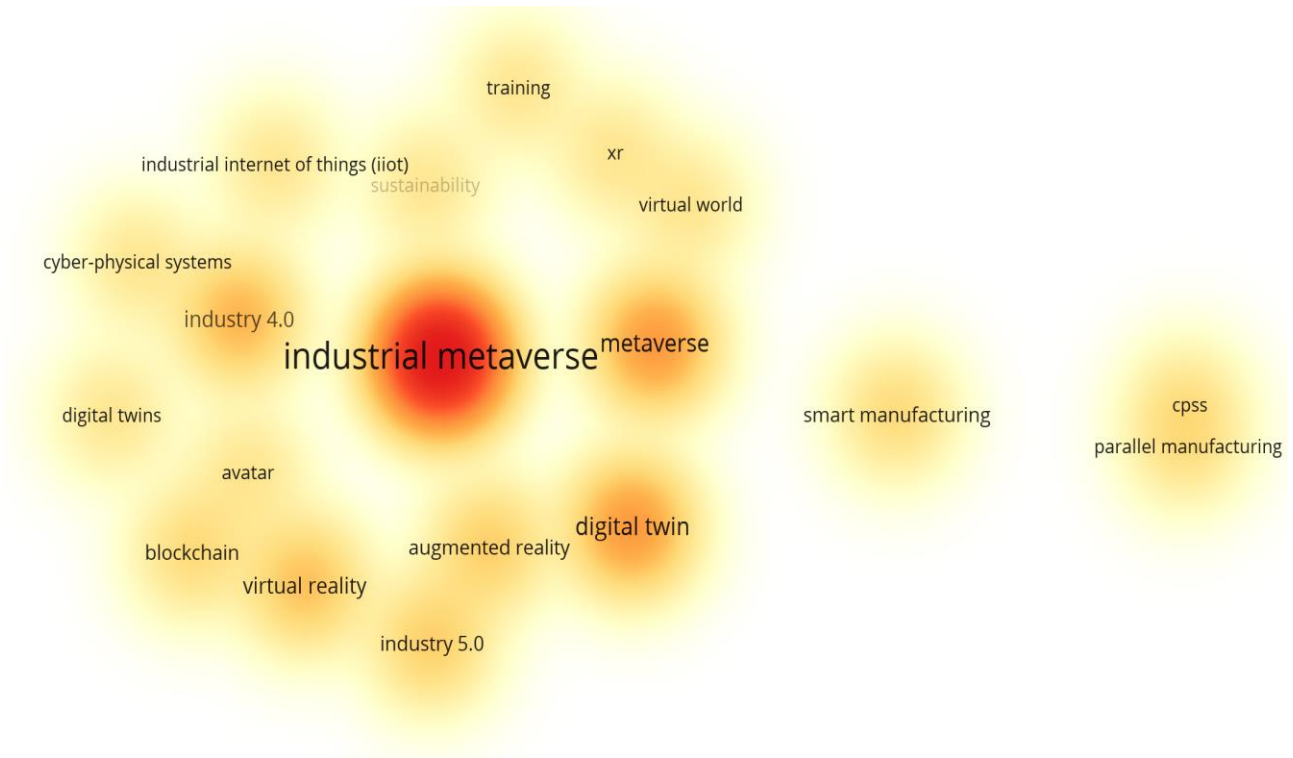 training
xr
industrial internet of things (iiot)
sustainability
virtual world
cyber-physical systems
industry 4.0
industrial metaverse
metaverse
digital twins
smart manufacturing
cpss
parallel manufacturing
avatar
digital twin
blockchain
augmented reality
virtual reality
industry 5.0